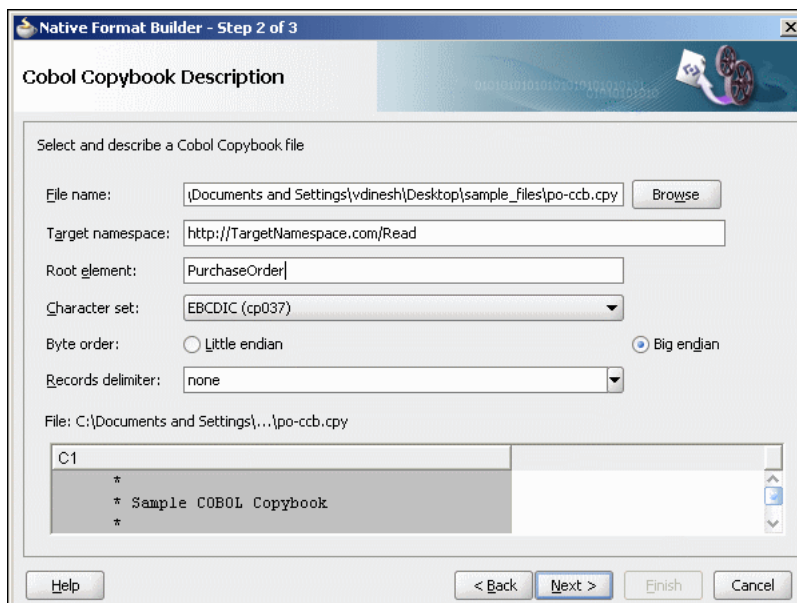 Native Format Builder - Step 2 of 3
Cobol Copybook Description
Select and describe a Cobol Copybook file
File name: \Documents and Settings\vdinesh\Desktop\sample_files\po-ccb.cpy Browse
Target namespace: http://TargetNamespace.com/Read
Root element: PurchaseOrder
Character set: EBCDIC (cp037)
Byte order: Little endian Big endian
Records delimiter: none
File: C:\Documents and Settings\...\po-ccb.cpy
C1
*
* Sample COBOL Copybook
*
Help < Back Next > Finish Cancel